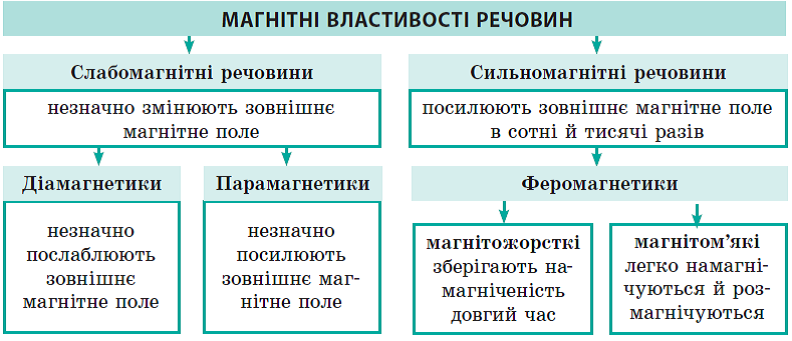 МАГНІТНІ ВЛАСТИВОСТІ РЕЧОВИН
Слабомагнітні речовини
незначно змінюють зовнішнє
магнітне поле
Сильномагнітні речовини
посилюють зовнішнє магнітне поле
в сотні й тисячі разів
Діамагнетики
незначно
послаблюють
зовнішнє
магнітне поле
Парамагнетики
незначно
посилюють
зовнішнє маг-
нітне поле
Феромагнетики
магнітожорсткі
зберігають на-
магніченість
довгий час
магнітом’які
легко намагні-
чуються й роз-
магнічуються